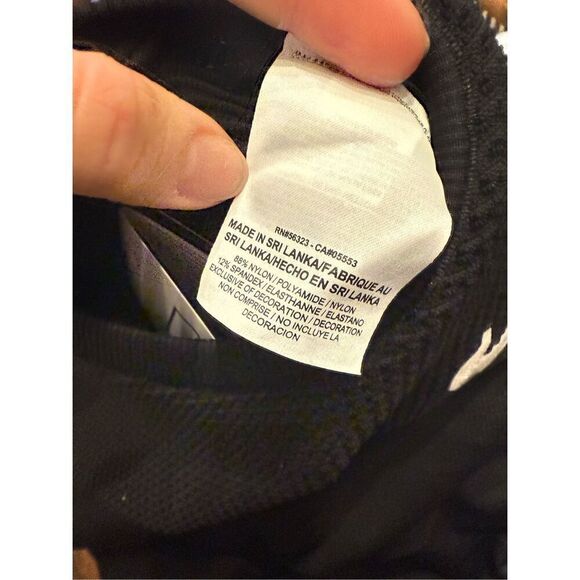 RN#56323 - CA#05553
MADE IN SRI LANKA/FABRIQUE AU
SRI LANKA/HECHO EN SRI LANKA
88% NYLON / POLYAMIDE / NYLON
12% SPANDEX / ELASTHANNE / ELASTANO
EXCLUSIVE OF DECORATION / DECORATION
NON COMPRISE / NO INCLUYE LA
DECORACION